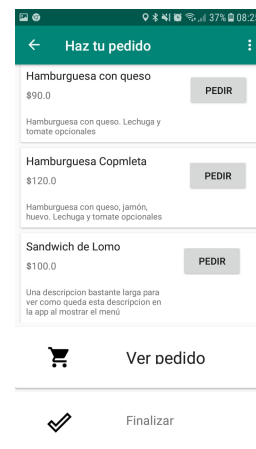 37% 08:2
Haz tu pedido
Hamburguesa con queso
$90.0
PEDIR
Hamburguesa con queso. Lechuga y
tomate opcionales
Hamburguesa Copmleta
$120.0
PEDIR
Hamburguesa con queso, jamón,
huevo. Lechuga y tomate opcionales
Sandwich de Lomo
$100.0
PEDIR
Una descripcion bastante larga para
ver como queda esta descripcion en
la app al mostrar el menú
Ver pedido
Finalizar